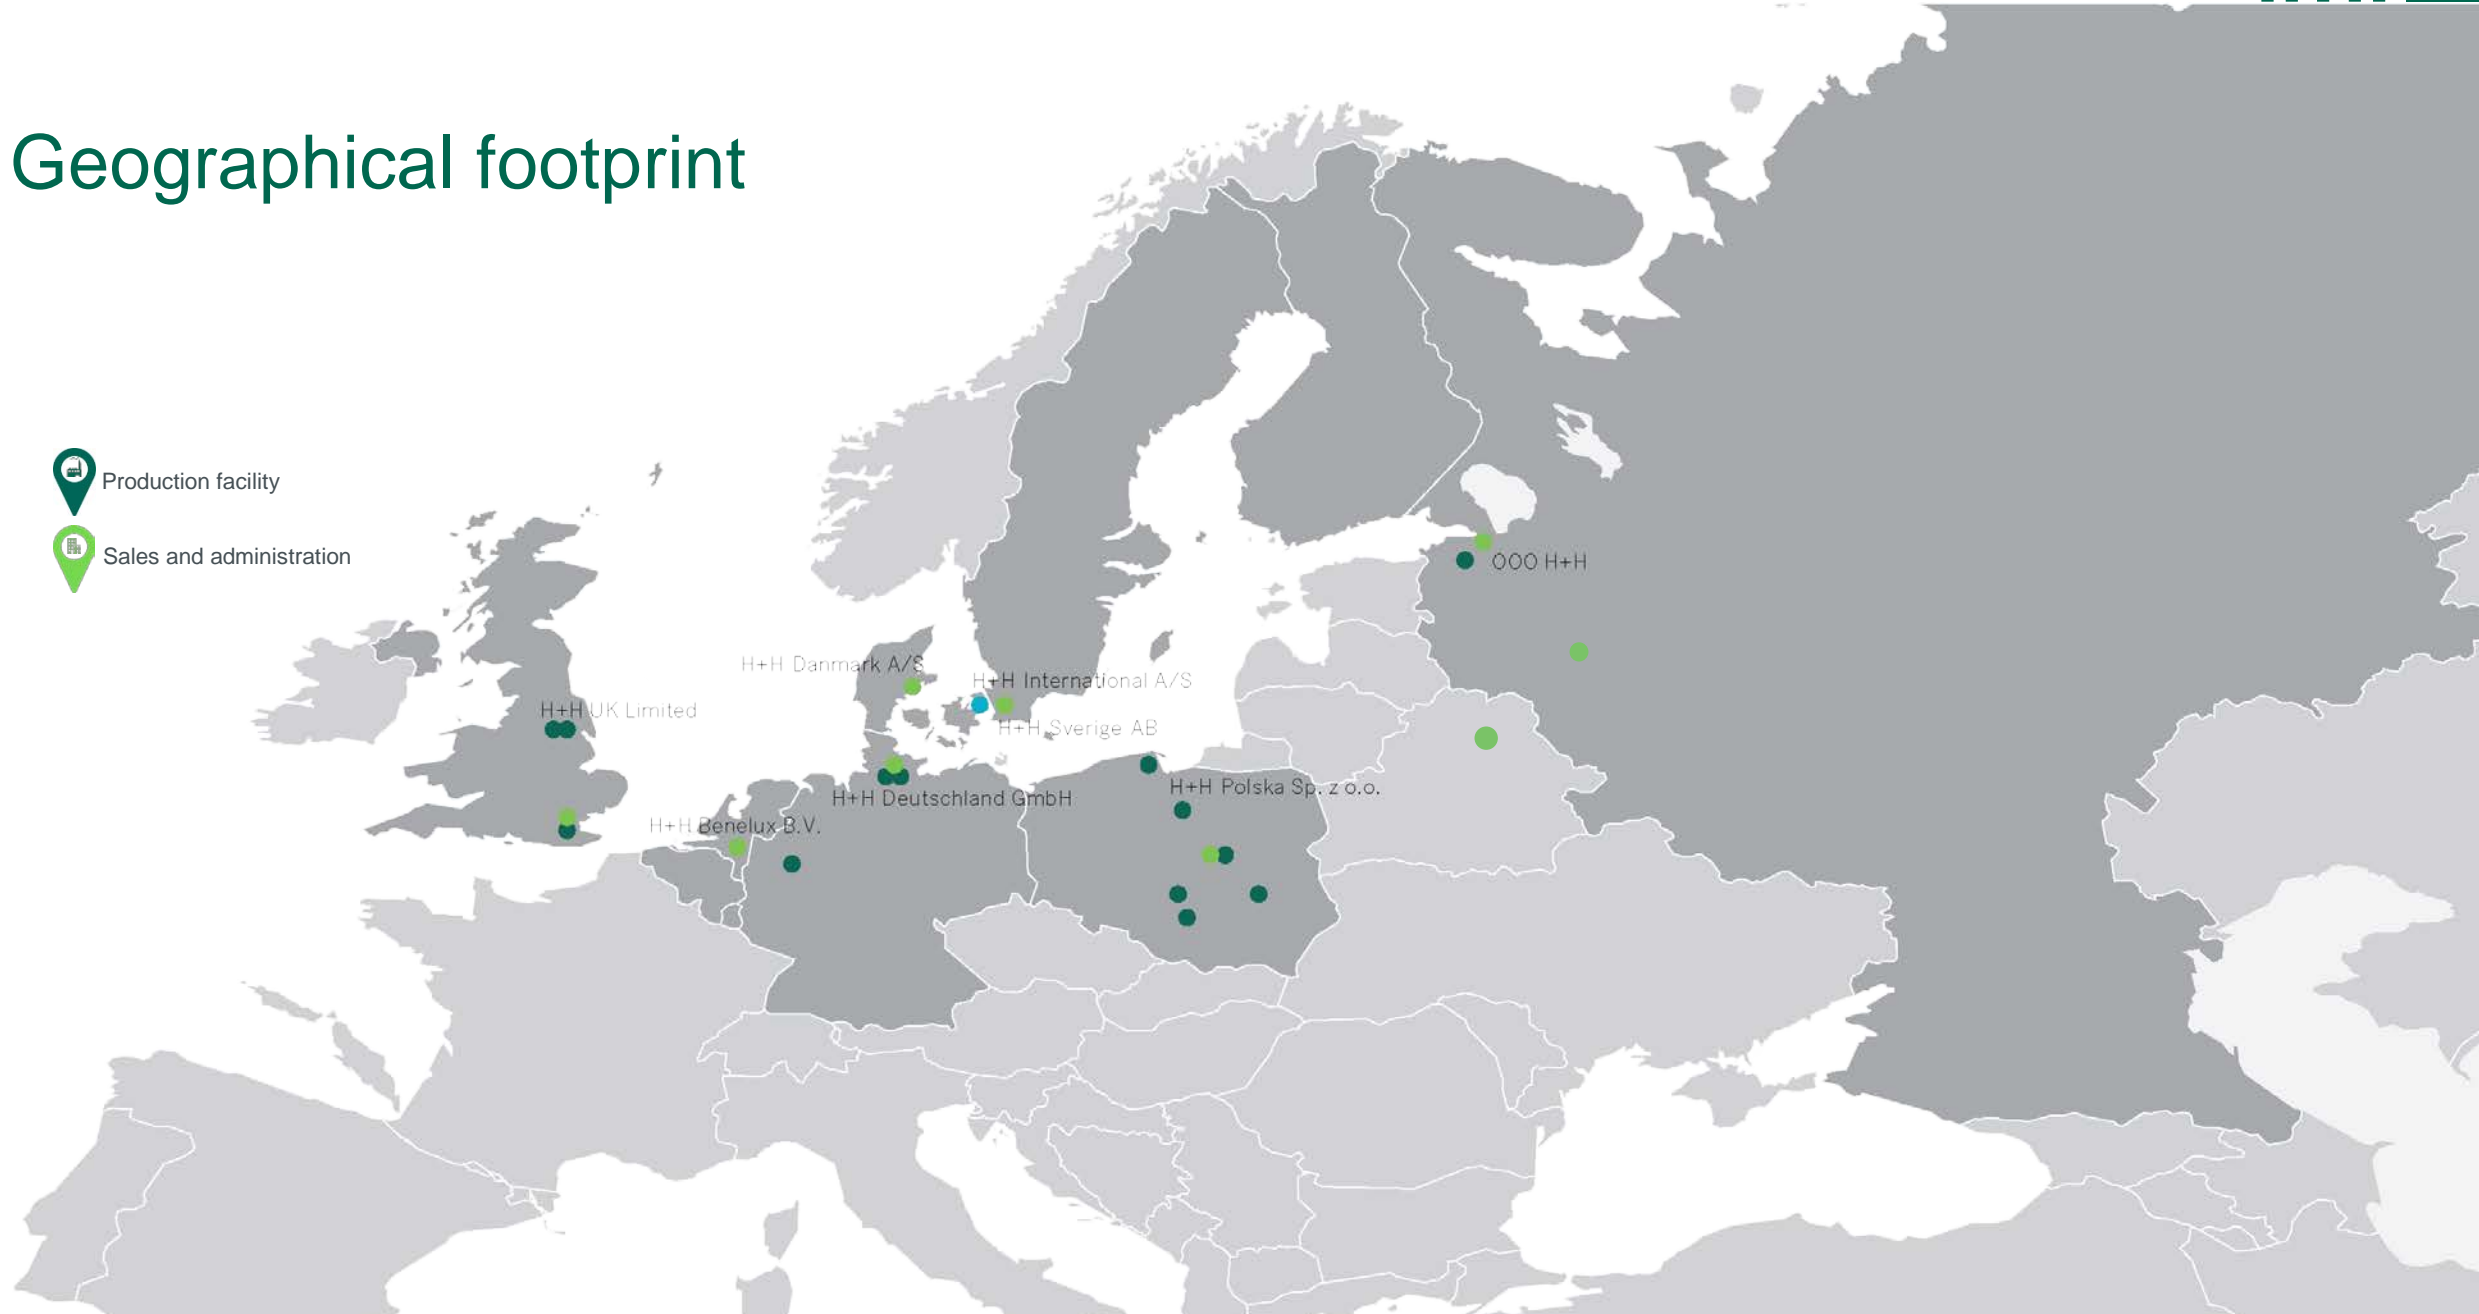 Geographical footprint
Production facility
Sales and administration
OOO H+H
H+H Danmark A/S
H+H International A/S
H+H UK Limited
H+H Sverige AB
H+H Polska Sp. z o.o.
H+H Deutschland GmbH
H+H Benelux B.V.